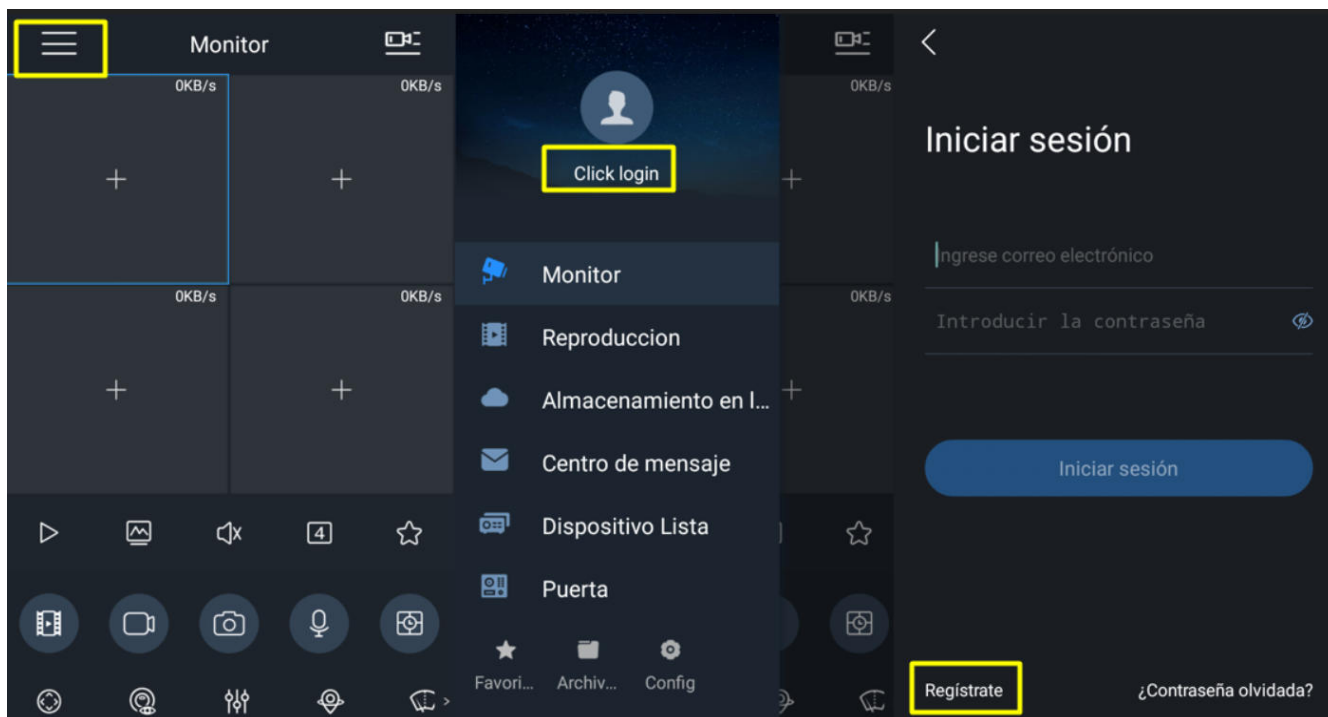 Monitor
0KB/s
0KB/s
0KB/s
0KB/s
4
Click login
Monitor
Reproduccion
Almacenamiento en l...
Centro de mensaje
Dispositivo Lista
Puerta
Favori...
Archiv...
Config
0KB/s
0KB/s
Iniciar sesión
Ingrese correo electrónico
Introducir la contraseña
Iniciar sesión
Regístrate
¿Contraseña olvidada?